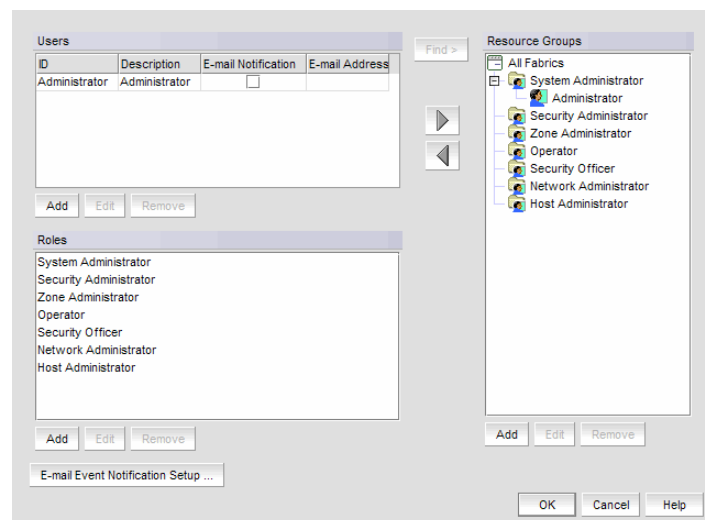 Users
ID Description E-mail Notification E-mail Address
Administrator Administrator
Add Edit Remove
Roles
System Administrator
Security Administrator
Zone Administrator
Operator
Security Officer
Network Administrator
Host Administrator
Add Edit Remove
E-mail Event Notification Setup ...
Find >
Resource Groups
All Fabrics
System Administrator
Administrator
Security Administrator
Zone Administrator
Operator
Security Officer
Network Administrator
Host Administrator
Add Edit Remove
OK Cancel Help